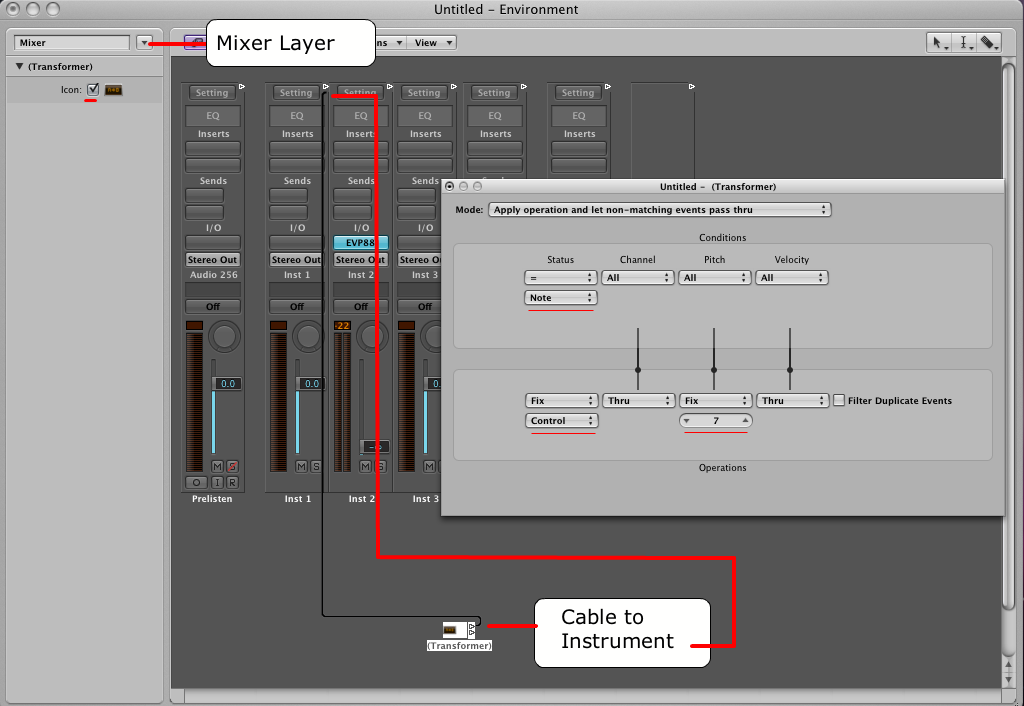 Untitled – Environment
Mixer
Mixer Layer
ns
View
(Transformer)
Icon:
Setting
Setting
Setting
Setting
Setting
Setting
EQ
EQ
EQ
EQ
EQ
EQ
Inserts
Inserts
Inserts
Inserts
Inserts
Inserts
Sends
Sends
Sends
Sends
I/O
I/O
I/O
I/O
EVP88
Stereo Out
Stereo Out
Stereo Out
Stereo O
Audio 256
Inst 1
Inst 2
Inst 3
Off
Off
Off
Off
-22
0.0
0.0
0.
M
S
M
S
M
S
M
O
I
R
Prelisten
Inst 1
Inst 2
Inst 3
Untitled – (Transformer)
Mode:
Apply operation and let non-matching events pass thru
Conditions
Status
Channel
Pitch
Velocity
=
All
All
All
Note
Fix
Thru
Fix
Thru
Filter Duplicate Events
Control
7
Operations
Cable to
Instrument
(Transformer)